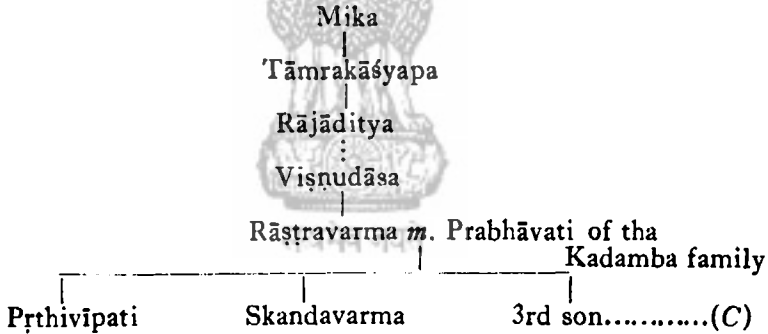 Mika
Tāmrakāśyapa
Rājāditya
Viṣṇudāsa
Rāṣṭravarma m. Prabhāvati of tha
Kadamba family
Pṛthivīpati Skandavarma 3rd son............(C)